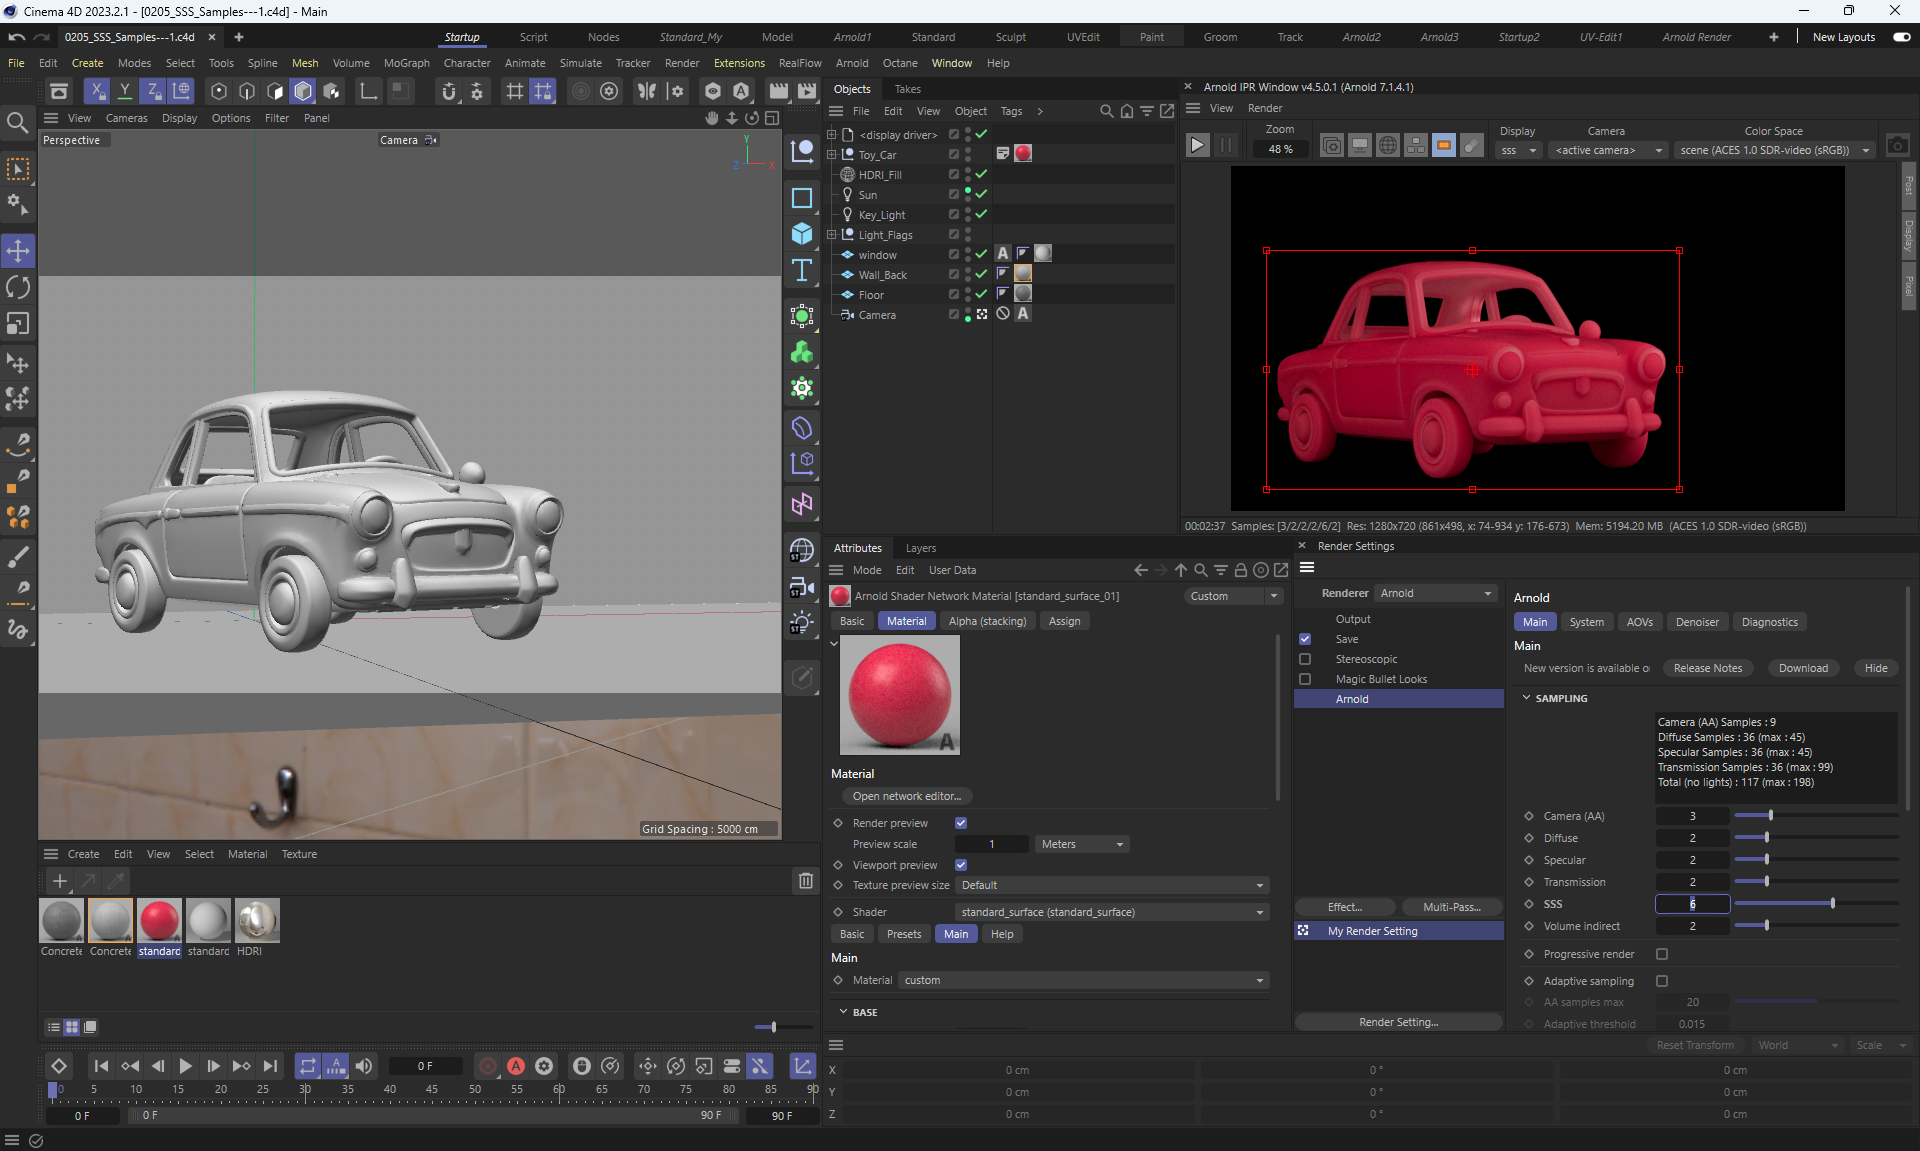 Cinema 4D 2023.2.1 - [0205_SSS_Samples---1.c4d] - Main
0205_SSS_Samples---1.c4d
Startup Script Nodes Standard_My Model Arnold1 Standard Sculpt UVEdit Paint Groom Track Arnold2 Arnold3 Startup2 UV-Edit1 Arnold Render New Layouts
File Edit Create Modes Select Tools Spline Mesh Volume MoGraph Character Animate Simulate Tracker Render Extensions RealFlow Arnold Octane Window Help
View Cameras Display Options Filter Panel
Perspective
Camera
Y
Z
X
Grid Spacing : 5000 cm
Objects Takes
File Edit View Object Tags
<display driver>
Toy_Car
HDRI_Fill
Sun
Key_Light
Light_Flags
window
Wall_Back
Floor
Camera
Arnold IPR Window v4.5.0.1 (Arnold 7.1.4.1)
View Render
Zoom Display Camera Color Space
48 % sss <active camera> scene (ACES 1.0 SDR-video (sRGB))
Post
Display
Pixel
00:02:37 Samples: [3/2/2/2/6/2] Res: 1280x720 (861x498, x: 74-934 y: 176-673) Mem: 5194.20 MB (ACES 1.0 SDR-video (sRGB))
Attributes Layers
Mode Edit User Data
Arnold Shader Network Material [standard_surface_01]
Custom
Basic Material Alpha (stacking) Assign
Material
Open network editor...
Render preview
Preview scale 1 Meters
Viewport preview
Texture preview size Default
Shader standard_surface (standard_surface)
Basic Presets Main Help
Main
Material custom
BASE
Render Settings
Renderer Arnold
Output
Save
Stereoscopic
Magic Bullet Looks
Arnold
Effect... Multi-Pass...
My Render Setting
Render Setting...
Arnold
Main System AOVs Denoiser Diagnostics
Main
New version is available o Release Notes Download Hide
SAMPLING
Camera (AA) Samples : 9
Diffuse Samples : 36 (max : 45)
Specular Samples : 36 (max : 45)
Transmission Samples : 36 (max : 99)
Total (no lights) : 117 (max : 198)
Camera (AA) 3
Diffuse 2
Specular 2
Transmission 2
SSS 6
Volume indirect 2
Progressive render
Adaptive sampling
AA samples max 20
Adaptive threshold 0.015
Create Edit View Select Material Texture
Concrete Concrete standard standard HDRI
0 F
0 5 10 15 20 25 30 35 40 45 50 55 60 65 70 75 80 85 90
0 F 0 F 90 F 90 F
Reset Transform World Scale
X 0 cm 0 ° 0 cm
Y 0 cm 0 ° 0 cm
Z 0 cm 0 ° 0 cm